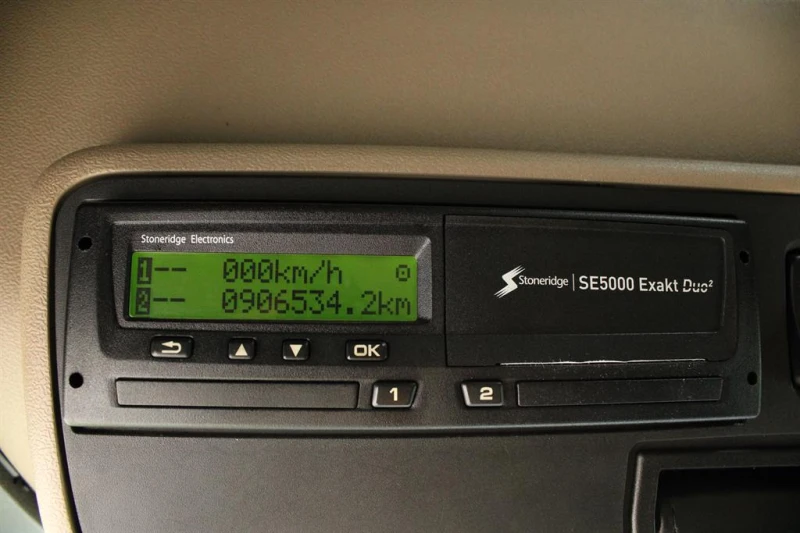 Stoneridge Electronics
1-- 000km/h
2-- 0906534.2km
Stoneridge | SE5000 Exakt Duo²
OK
1
2